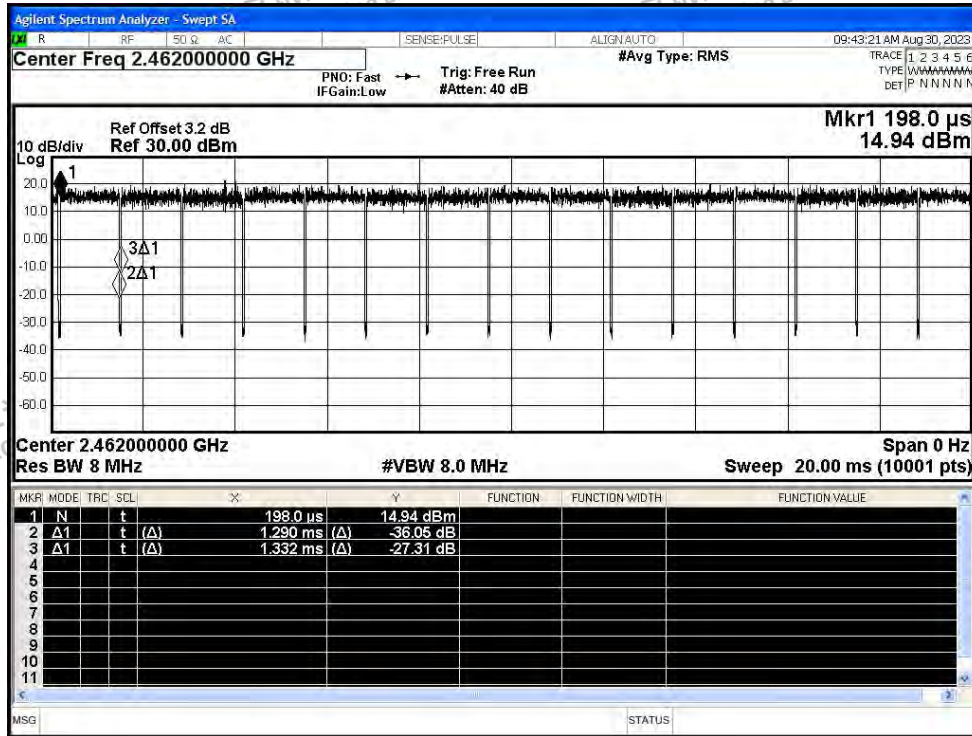 Agilent Spectrum Analyzer - Swept SA
LXI R RF 50 Ω AC SENSE:PULSE ALIGN AUTO 09:43:21 AM Aug 30, 2023
Center Freq 2.462000000 GHz
#Avg Type: RMS
TRACE 1 2 3 4 5 6
PNO: Fast Trig: Free Run
TYPE
IFGain:Low #Atten: 40 dB
DET P N N N N N
Mkr1 198.0 µs
Ref Offset 3.2 dB
10 dB/div Ref 30.00 dBm 14.94 dBm
Log
1
20.0
10.0
0.00
3Δ1
-10.0
2Δ1
-20.0
-30.0
-40.0
-50.0
-60.0
Center 2.462000000 GHz Span 0 Hz
Res BW 8 MHz #VBW 8.0 MHz Sweep 20.00 ms (10001 pts)
MKR MODE TRC SCL X Y FUNCTION FUNCTION WIDTH FUNCTION VALUE
1 N t 198.0 µs 14.94 dBm
2 Δ1 t (Δ) 1.290 ms (Δ) -36.05 dB
3 Δ1 t (Δ) 1.332 ms (Δ) -27.31 dB
4
5
6
7
8
9
10
11
MSG STATUS